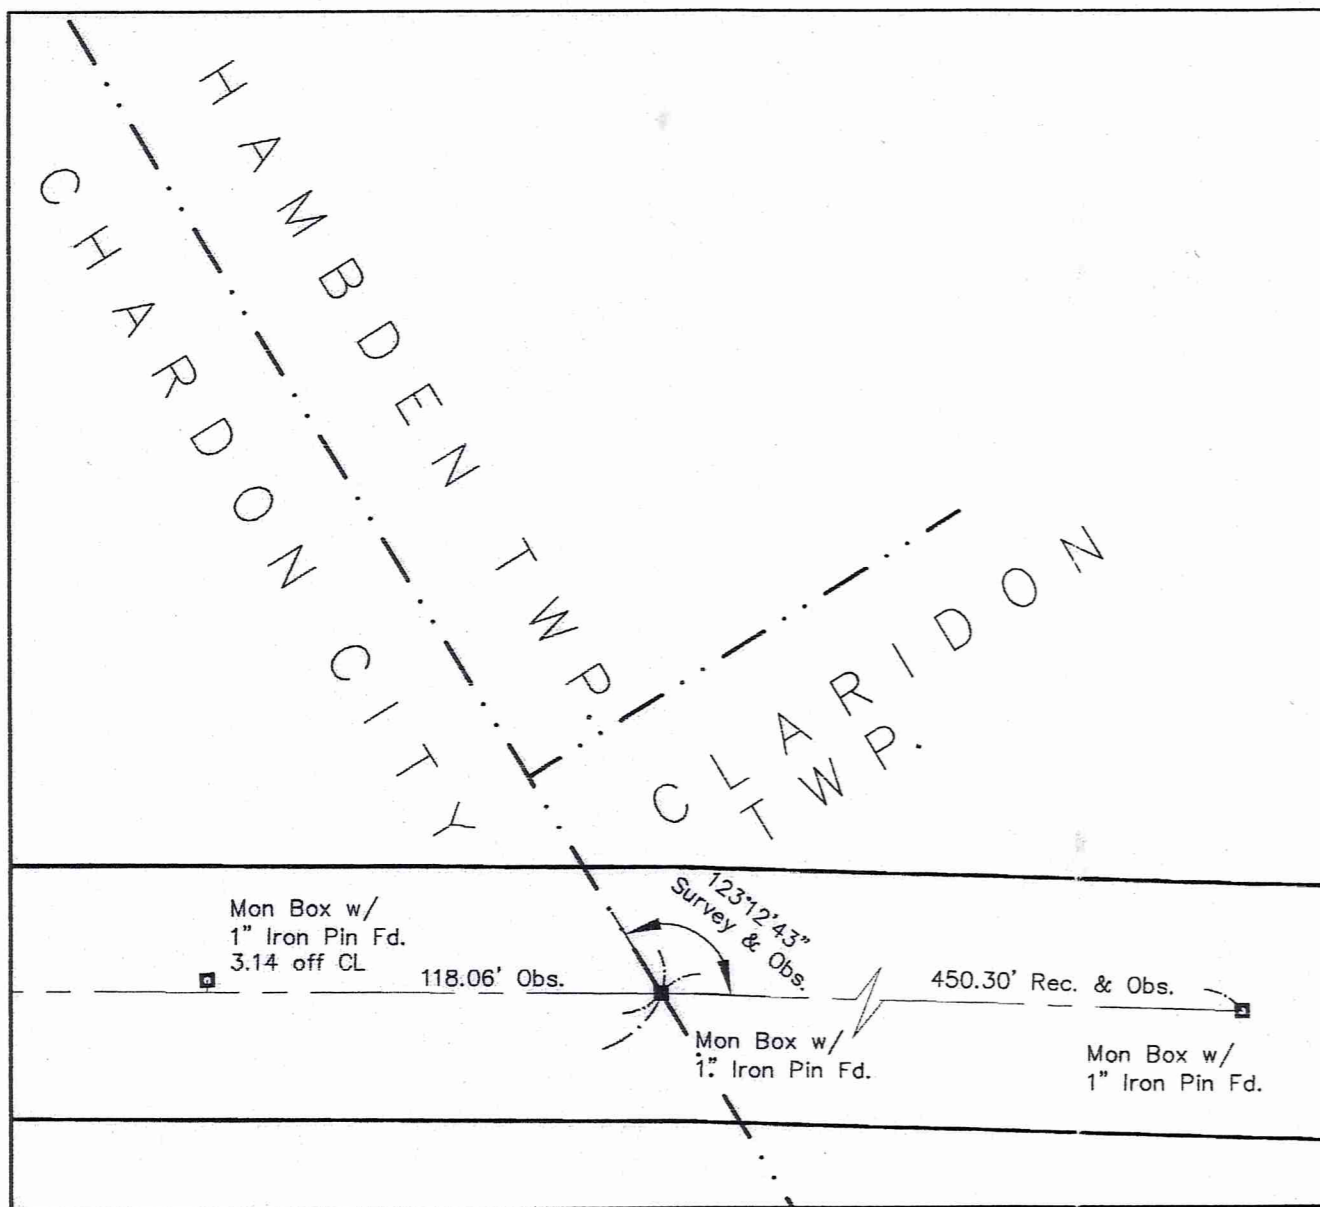 HAMBDEN TWP.
CHARDON CITY
CLARIDON
TWP.
123°12'43"
Survey & Obs.
Mon Box w/
1" Iron Pin Fd.
3.14 off CL
118.06' Obs.
450.30' Rec. & Obs.
Mon Box w/
1" Iron Pin Fd.
Mon Box w/
1" Iron Pin Fd.